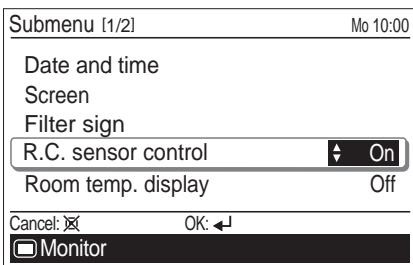 Submenu [1/2] Mo 10:00
Date and time
Screen
Filter sign
R.C. sensor control On
Room temp. display Off
Cancel: OK:
Monitor